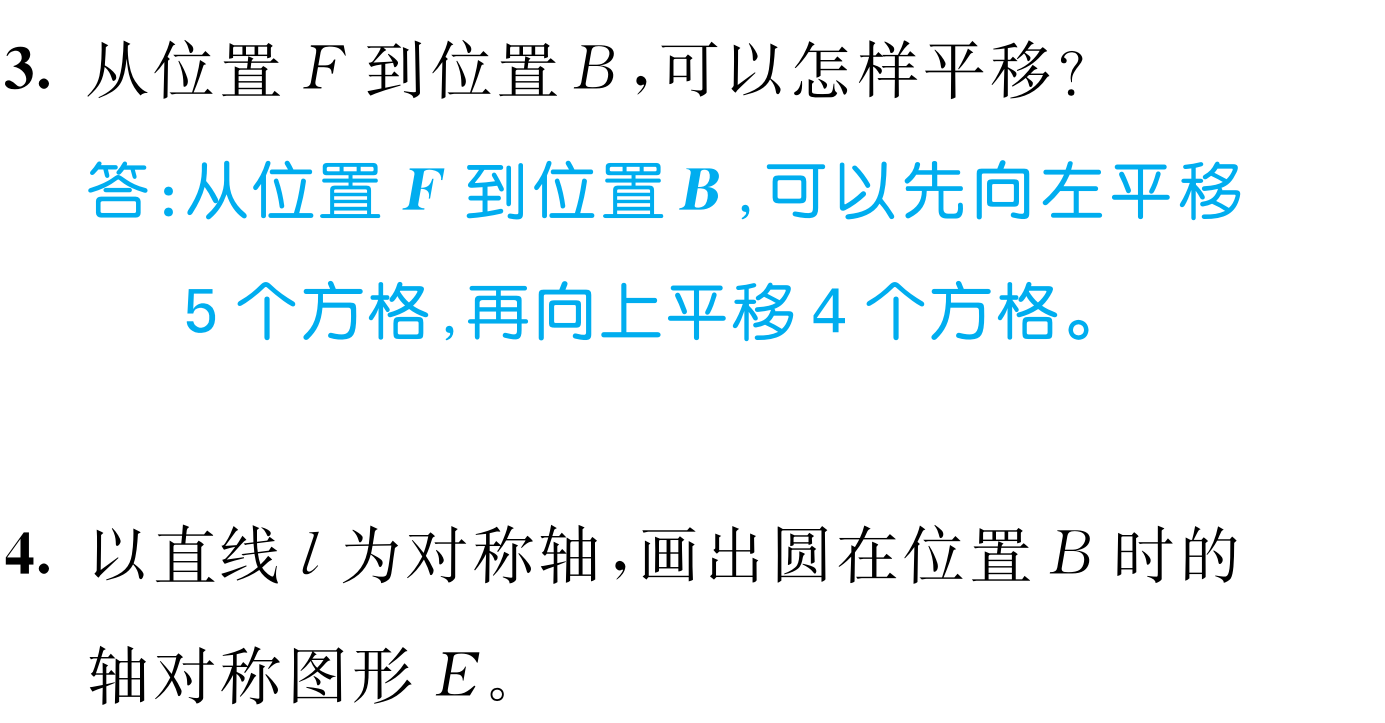 3. 从位置 F 到位置 B,可以怎样平移?
答:从位置 F 到位置 B,可以先向左平移
5 个方格,再向上平移 4 个方格。
4. 以直线 l 为对称轴,画出圆在位置 B 时的
轴对称图形 E。